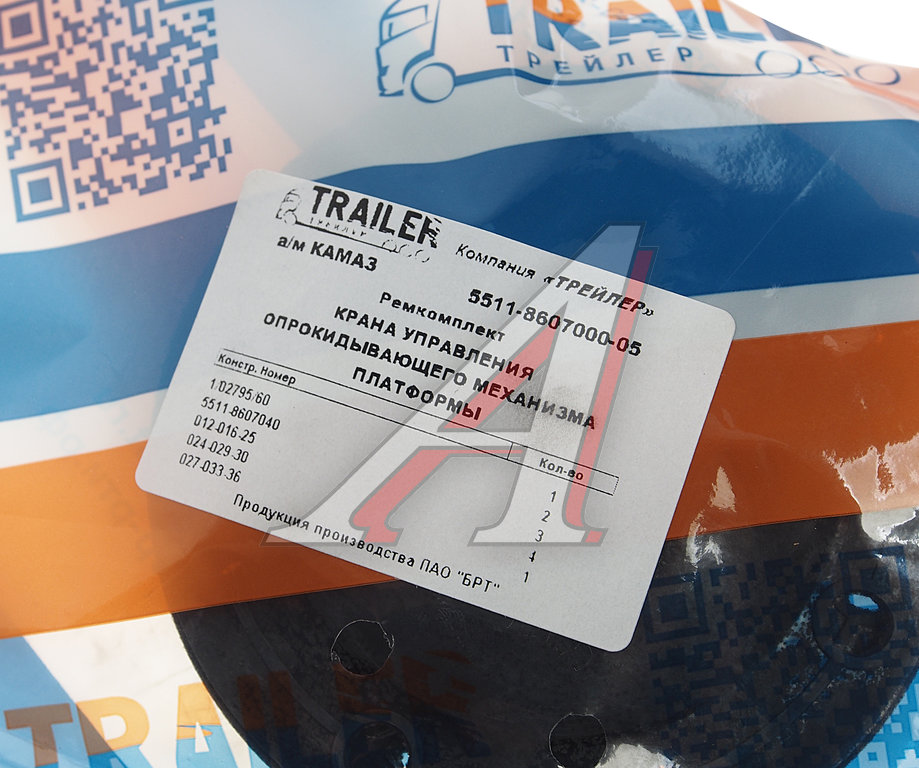 TRAILER
ТРЕЙЛЕР
TRAILER
ТРЕЙЛЕР
Компания «ТРЕЙЛЕР»
а/м КАМАЗ
5511-8607000-05
Ремкомплект
КРАНА УПРАВЛЕНИЯ
ОПРОКИДЫВАЮЩЕГО МЕХАНИЗМА
ПЛАТФОРМЫ
Констр. Номер Кол-во
1/02795/60 1
5511-8607040 2
012-016-25 3
024-029-30 4
027-033-36 1
Продукция производства ПАО "БРТ"
TRAILER